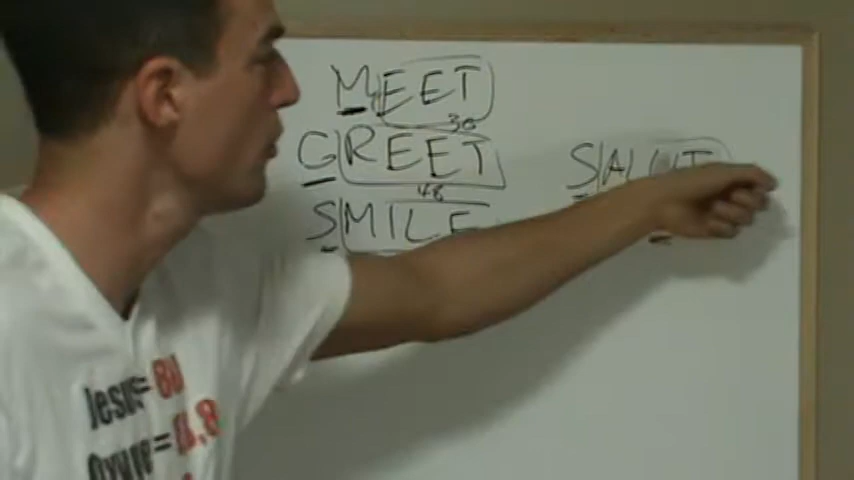 MEET
30
GREET
48
SMILE
SALUT
Jesus=